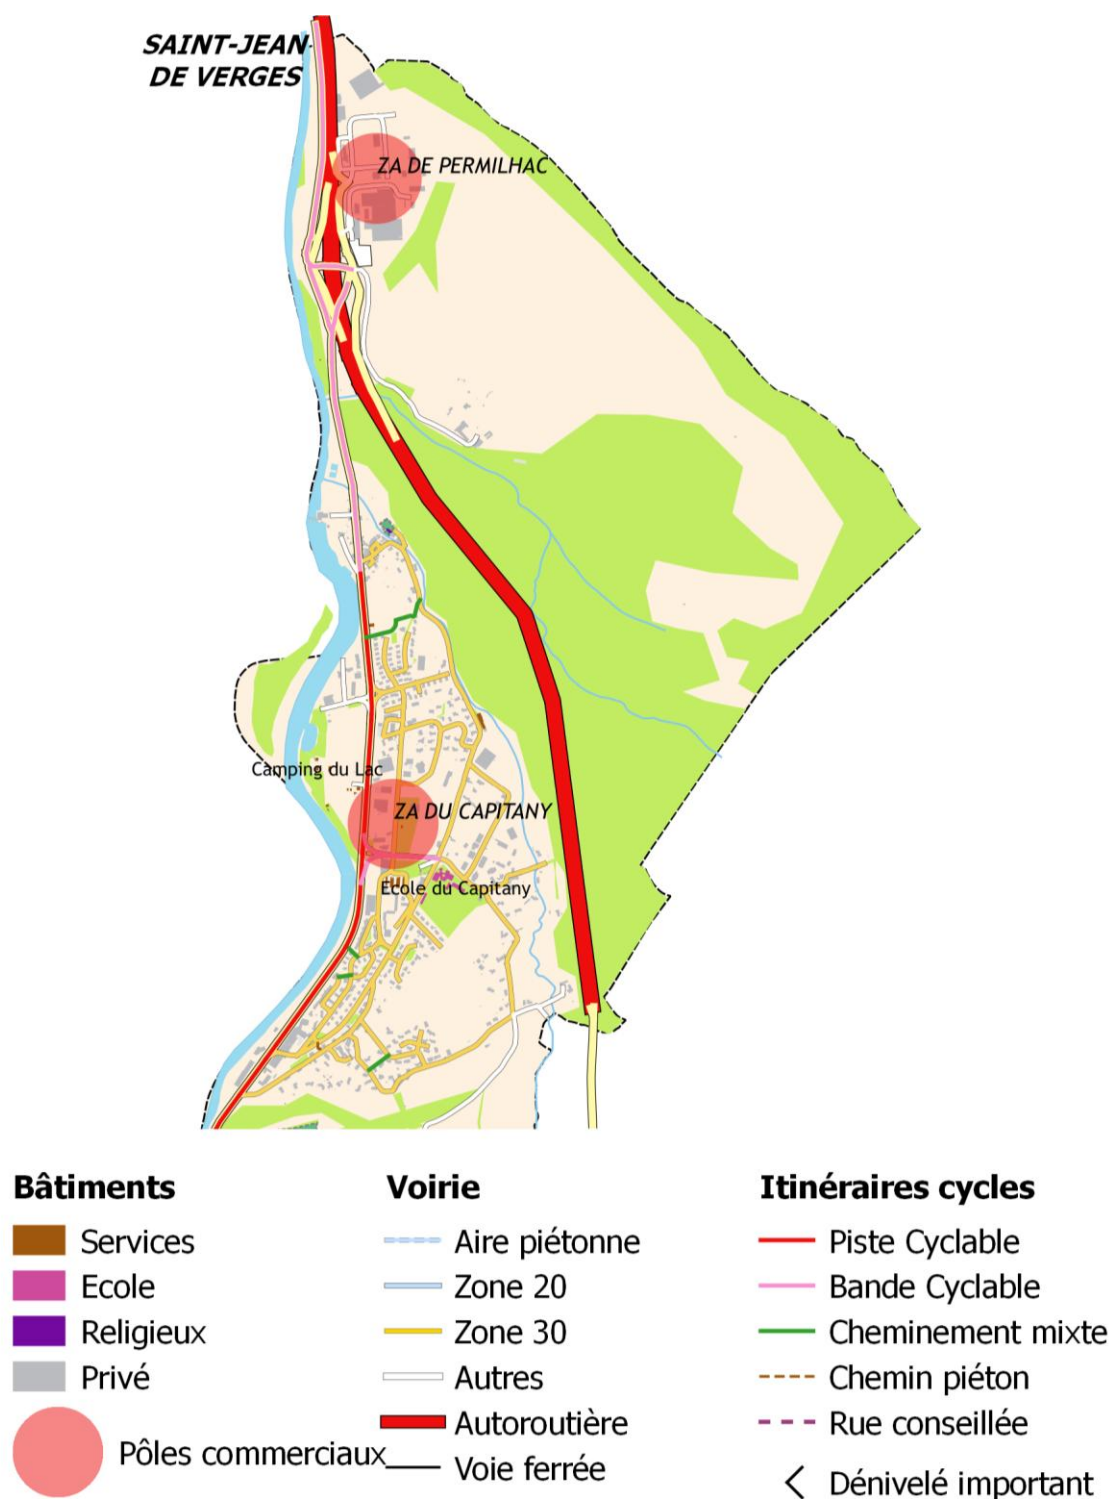 SAINT-JEAN
DE VERGES
ZA DE PERMILHAC
Camping du Lac
ZA DU CAPITANY
Ecole du Capitany
Bâtiments
Services
Ecole
Religieux
Privé
Pôles commerciaux
Voirie
Aire piétonne
Zone 20
Zone 30
Autres
Autoroutière
Voie ferrée
Itinéraires cycles
Piste Cyclable
Bande Cyclable
Cheminement mixte
Chemin piéton
Rue conseillée
Dénivelé important